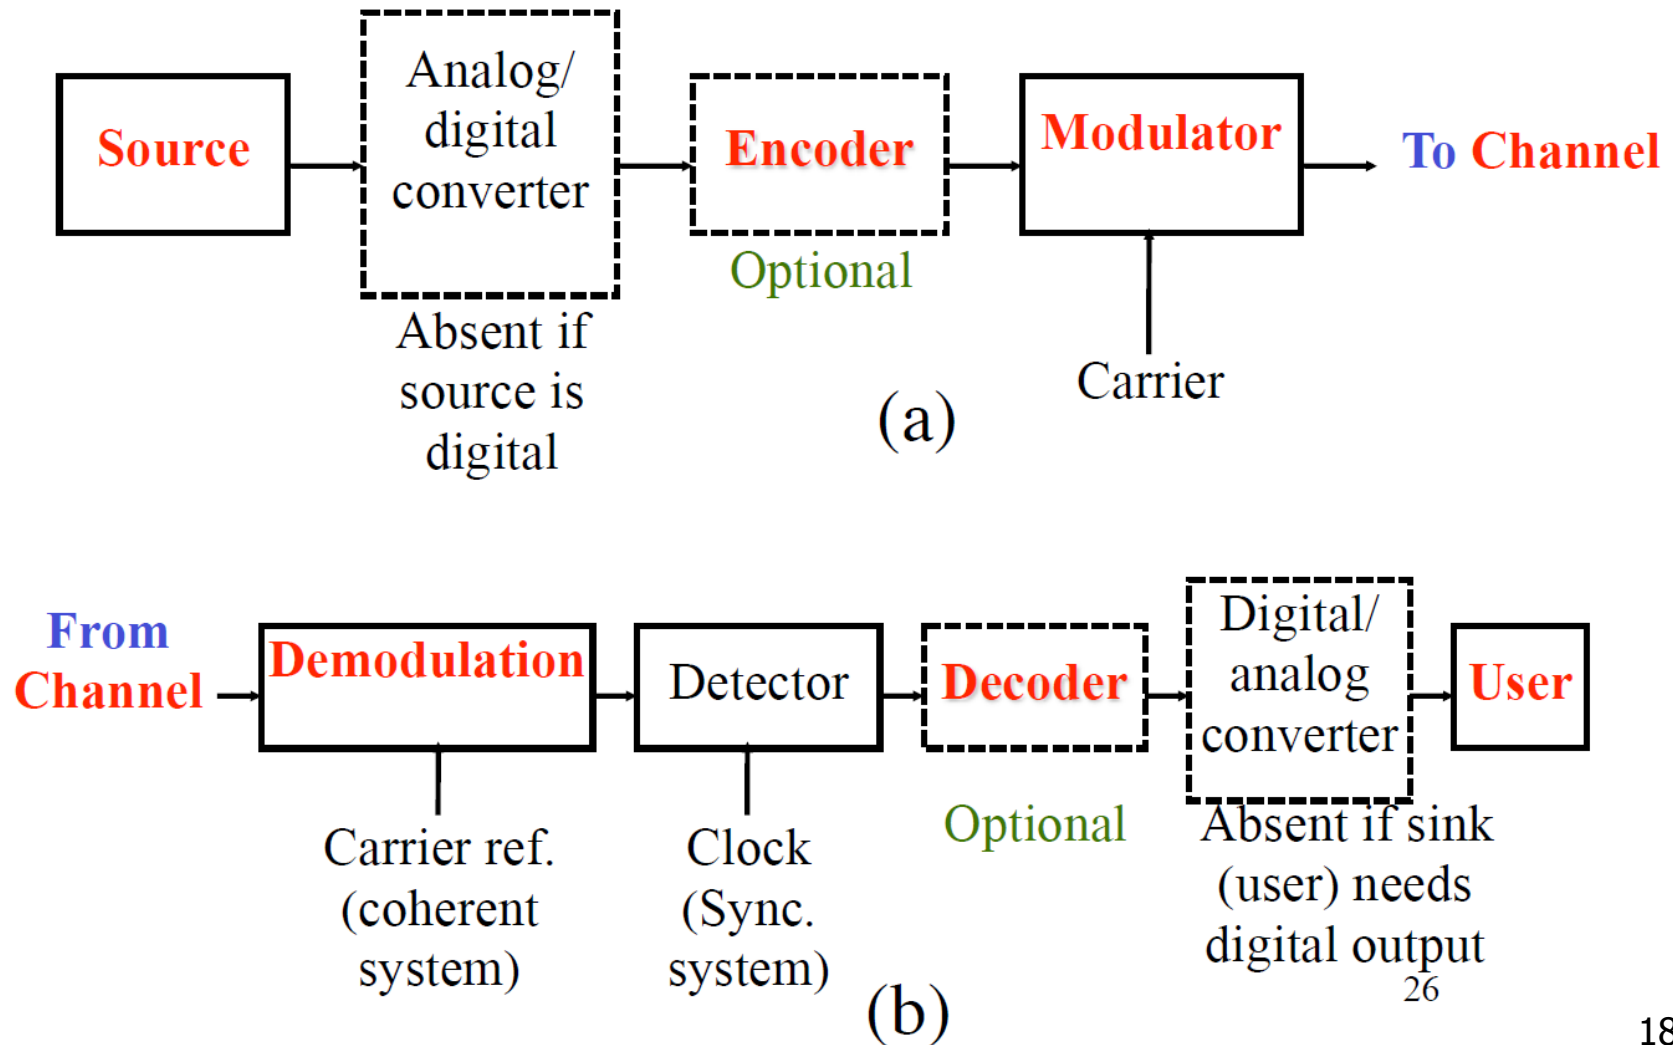 Source
Analog/
digital
converter
Absent if
source is
digital
Encoder
Optional
Modulator
Carrier
To Channel
(a)
From
Channel
Demodulation
Carrier ref.
(coherent
system)
Detector
Clock
(Sync.
system)
Decoder
Optional
Digital/
analog
converter
Absent if sink
(user) needs
digital output
User
(b)
26
18